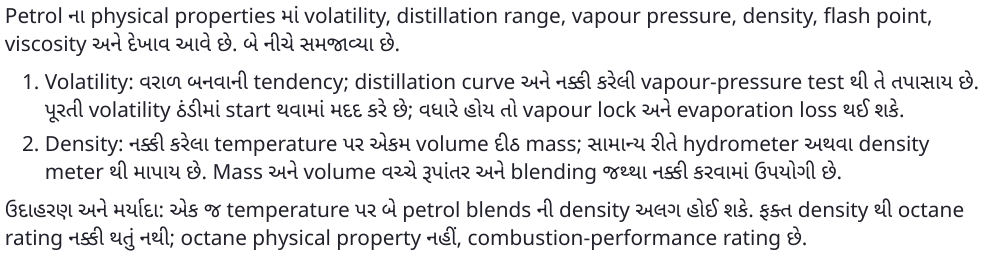 Petrol ના physical properties માં volatility, distillation range, vapour pressure, density, flash point,
viscosity અને દેખાવ આવે છે. બે નીચે સમજાવ્યા છે.
1. Volatility: વરાળ બનવાની tendency; distillation curve અને નક્કી કરેલી vapour-pressure test થી તે તપાસાય છે.
પૂરતી volatility ઠંડીમાં start થવામાં મદદ કરે છે; વધારે હોય તો vapour lock અને evaporation loss થઈ શકે.
2. Density: નક્કી કરેલા temperature પર એકમ volume દીઠ mass; સામાન્ય રીતે hydrometer અથવા density
meter થી માપાય છે. Mass અને volume વચ્ચે રૂપાંતર અને blending જથ્થા નક્કી કરવામાં ઉપયોગી છે.
ઉદાહરણ અને મર્યાદા: એક જ temperature પર બે petrol blends ની density અલગ હોઈ શકે. ફક્ત density થી octane
rating નક્કી થતું નથી; octane physical property નહીં, combustion-performance rating છે.